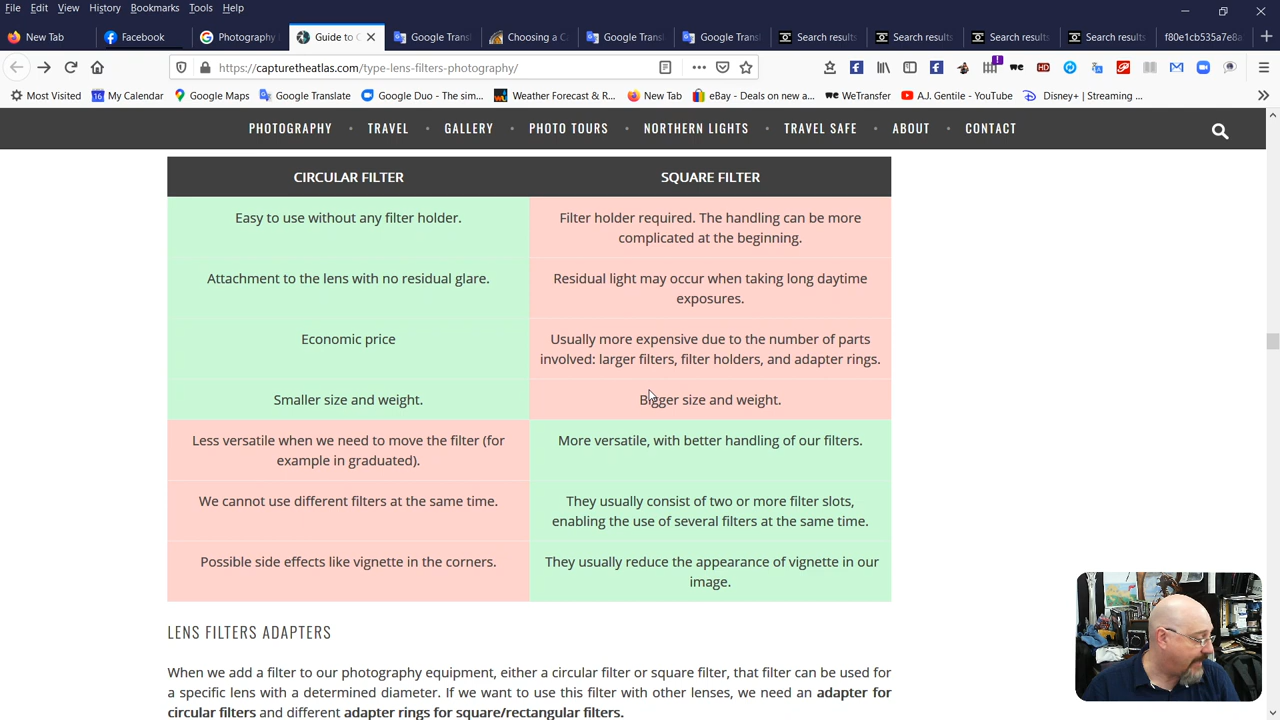 File Edit View History Bookmarks Tools Help
New Tab Facebook Photography Guide to C Google Tran Choosing a C Google Tran Google Tran Search results Search results Search results Search results f80e1cb535a7e8a
https://capturetheatlas.com/type-lens-filters-photography/
Most Visited My Calendar Google Maps Google Translate Google Duo - The sim... Weather Forecast & R... New Tab eBay - Deals on new a... WeTransfer A.J. Gentile - YouTube Disney+ | Streaming ...
PHOTOGRAPHY • TRAVEL • GALLERY • PHOTO TOURS • NORTHERN LIGHTS • TRAVEL SAFE • ABOUT • CONTACT
CIRCULAR FILTER SQUARE FILTER
Easy to use without any filter holder.
Filter holder required. The handling can be more
complicated at the beginning.
Attachment to the lens with no residual glare.
Residual light may occur when taking long daytime
exposures.
Economic price
Usually more expensive due to the number of parts
involved: larger filters, filter holders, and adapter rings.
Smaller size and weight.
Bigger size and weight.
Less versatile when we need to move the filter (for
example in graduated).
More versatile, with better handling of our filters.
We cannot use different filters at the same time.
They usually consist of two or more filter slots,
enabling the use of several filters at the same time.
Possible side effects like vignette in the corners.
They usually reduce the appearance of vignette in our
image.
LENS FILTERS ADAPTERS
When we add a filter to our photography equipment, either a circular filter or square filter, that filter can be used for
a specific lens with a determined diameter. If we want to use this filter with other lenses, we need an adapter for
circular filters and different adapter rings for square/rectangular filters.